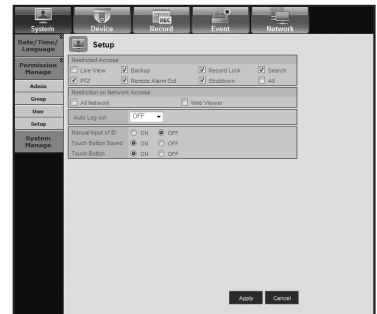 System Device Record Event Network
REC
Date/Time/
Language
Permission
Manage
Admin
Group
User
Setup
System
Manage
Setup
Restricted Access
Live View Backup Record Lock Search
PTZ Remote Alarm Out Shutdown All
Restriction on Network Access
All Network Web Viewer
Auto Log out OFF
Manual Input of ID ON OFF
Touch Button Sound ON OFF
Touch Button ON OFF
Apply Cancel